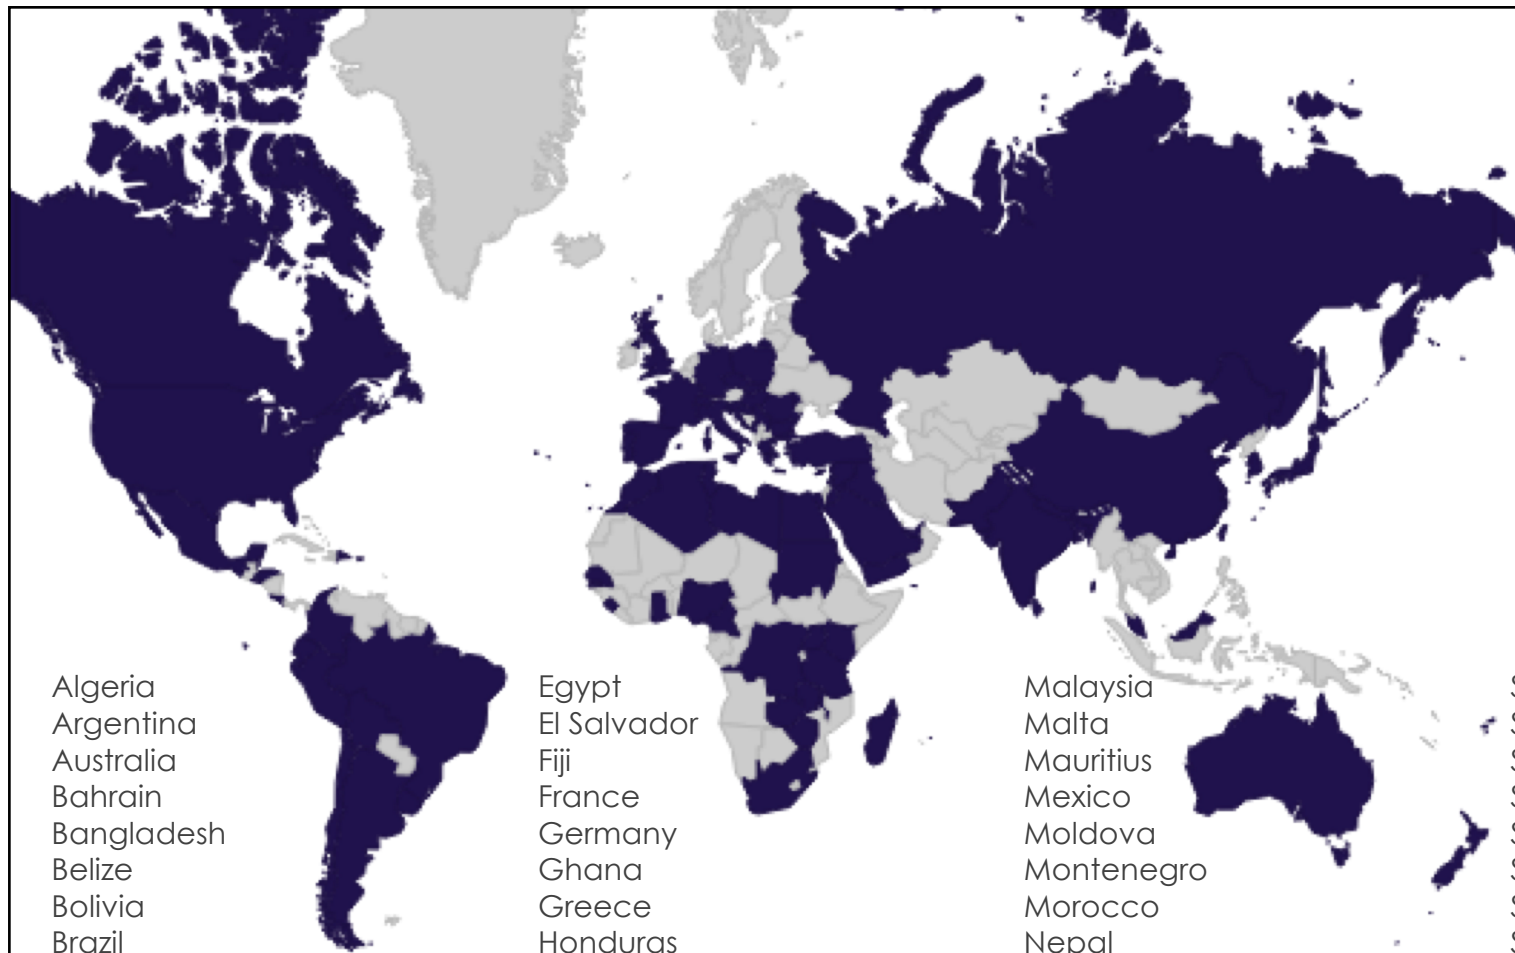 Algeria
Argentina
Australia
Bahrain
Bangladesh
Belize
Bolivia
Brazil
Egypt
El Salvador
Fiji
France
Germany
Ghana
Greece
Honduras
Malaysia
Malta
Mauritius
Mexico
Moldova
Montenegro
Morocco
Nepal